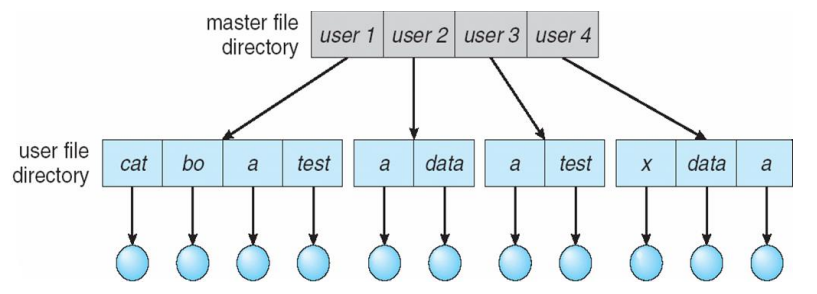 master file
directory
user 1 user 2 user 3 user 4
user file
directory
cat bo a test a data a test x data a